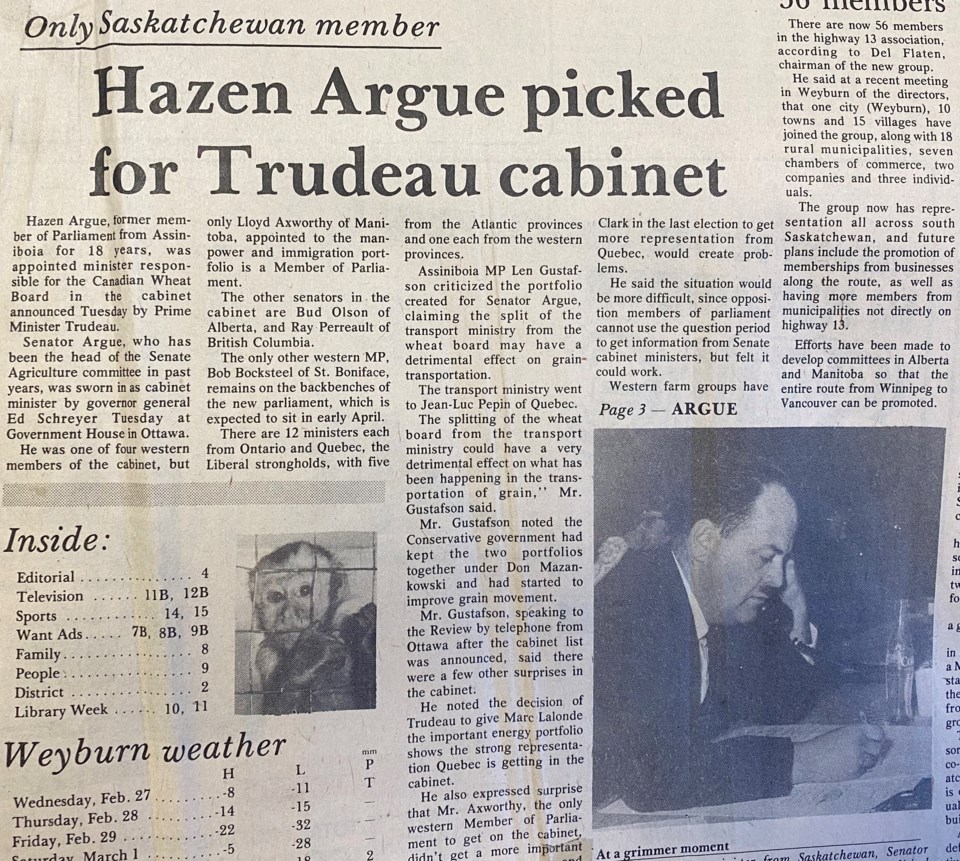 Only Saskatchewan member
Hazen Argue picked
for Trudeau cabinet
Hazen Argue, former mem-
ber of Parliament from Assin-
iboia for 18 years, was
appointed minister respon-
sible for the Canadian Wheat
Board in the cabinet
announced Tuesday by Prime
Minister Trudeau.
Senator Argue, who has
been the head of the Senate
Agriculture committee in past
years, was sworn in as cabinet
minister by governor general
Ed Schreyer Tuesday at
Government House in Ottawa.
He was one of four western
members of the cabinet, but
only Lloyd Axworthy of Mani-
toba, appointed to the man-
power and immigration port-
folio is a Member of Parlia-
ment.
The other senators in the
cabinet are Bud Olson of
Alberta, and Ray Perreault of
British Columbia.
The only other western MP,
Bob Bocksteel of St. Boniface,
remains on the backbenches of
the new parliament, which is
expected to sit in early April.
There are 12 ministers each
from Ontario and Quebec, the
Liberal strongholds, with five
from the Atlantic provinces
and one each from the western
provinces.
Assiniboia MP Len Gustaf-
son criticized the portfolio
created for Senator Argue,
claiming the split of the
transport ministry from the
wheat board may have a
detrimental effect on grain-
transportation.
The transport ministry went
to Jean-Luc Pepin of Quebec.
The splitting of the wheat
board from the transport
ministry could have a very
detrimental effect on what has
been happening in the trans-
portation of grain,'' Mr.
Gustafson said.
Mr. Gustafson noted the
Conservative government had
kept the two portfolios
together under Don Mazan-
kowski and had started to
improve grain movement.
Mr. Gustafson, speaking to
the Review by telephone from
Ottawa after the cabinet list
was announced, said there
were a few other surprises in
the cabinet.
He noted the decision of
Trudeau to give Marc Lalonde
the important energy portfolio
shows the strong representa-
tion Quebec is getting in the
cabinet.
He also expressed surprise
that Mr. Axworthy, the only
western Member of Parlia-
ment to get on the cabinet,
didn't get a more important
and
Clark in the last election to get
more representation from
Quebec, would create prob-
lems.
He said the situation would
be more difficult, since opposi-
tion members of parliament
cannot use the question period
to get information from Senate
cabinet ministers, but felt it
could work.
Western farm groups have
Page 3 — ARGUE
56 members
There are now 56 members
in the highway 13 association,
according to Del Flaten,
chairman of the new group.
He said at a recent meeting
in Weyburn of the directors,
that one city (Weyburn), 10
towns and 15 villages have
joined the group, along with 18
rural municipalities, seven
chambers of commerce, two
companies and three individ-
uals.
The group now has repre-
sentation all across south
Saskatchewan, and future
plans include the promotion of
memberships from businesses
along the route, as well as
having more members from
municipalities not directly on
highway 13.
Efforts have been made to
develop committees in Alberta
and Manitoba so that the
entire route from Winnipeg to
Vancouver can be promoted.
Inside:
Editorial .............. 4
Television ...... 11B, 12B
Sports ............ 14, 15
Want Ads..... 7B, 8B, 9B
Family................. 8
People ................. 9
District ................ 2
Library Week ...... 10, 11
Weyburn weather
mm
H L P
Wednesday, Feb. 27 ......... -8 -11 T
Thursday, Feb. 28 .......... -14 -15 —
Friday, Feb. 29 ............ -22 -32 —
Saturday, March 1 .......... -5 -28 —
2
At a grimmer moment
from Saskatchewan, Senator